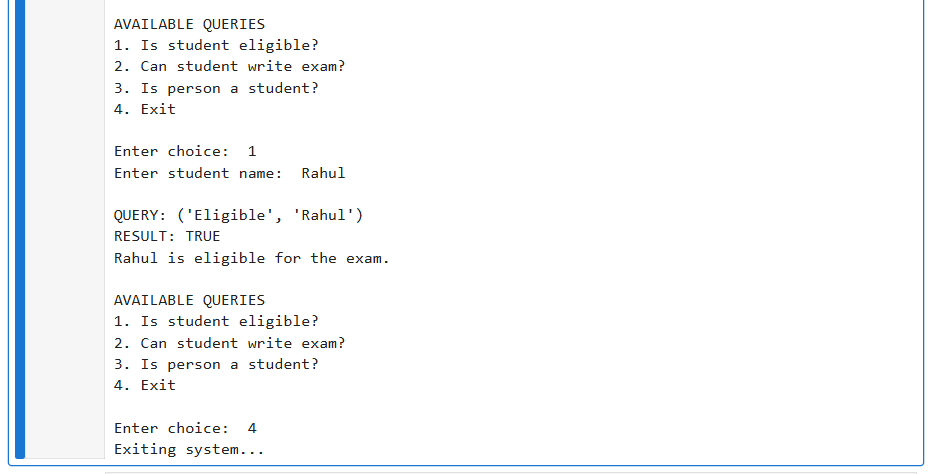 AVAILABLE QUERIES
1. Is student eligible?
2. Can student write exam?
3. Is person a student?
4. Exit
Enter choice:  1
Enter student name:  Rahul
QUERY: ('Eligible', 'Rahul')
RESULT: TRUE
Rahul is eligible for the exam.
AVAILABLE QUERIES
1. Is student eligible?
2. Can student write exam?
3. Is person a student?
4. Exit
Enter choice:  4
Exiting system...